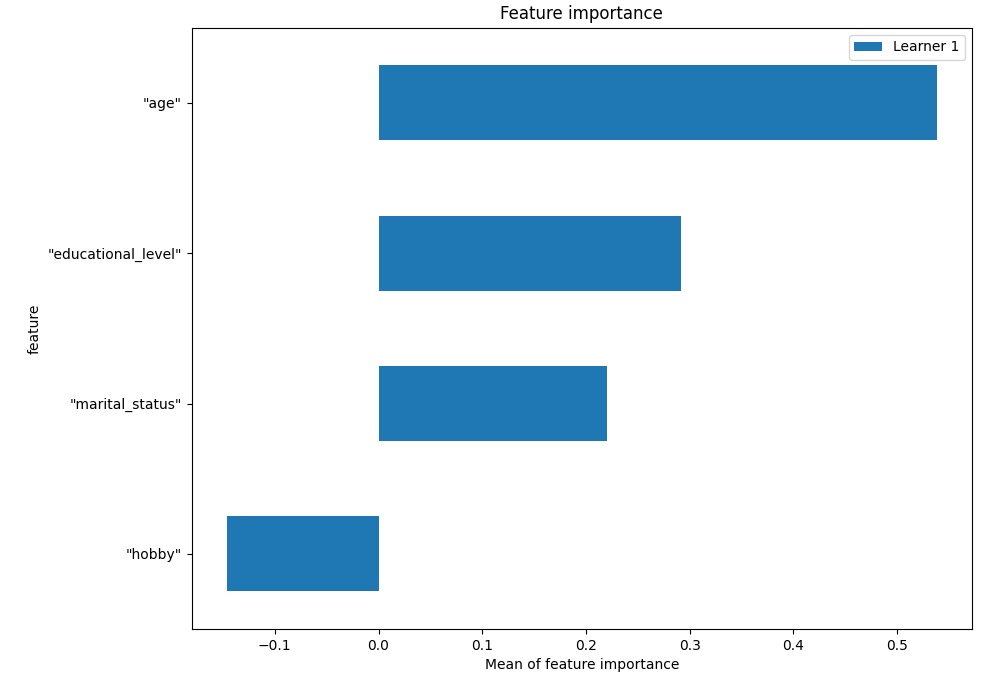 Feature importance
Learner 1
"age"
"educational_level"
"marital_status"
"hobby"
feature
−0.1 0.0 0.1 0.2 0.3 0.4 0.5
Mean of feature importance